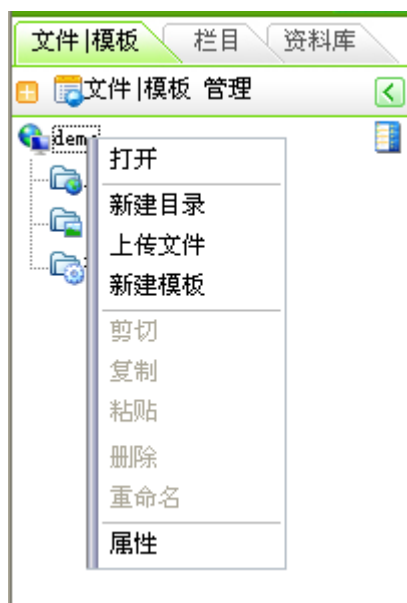 文件|模板 栏目 资料库
文件|模板 管理
demo
打开
新建目录
上传文件
新建模板
剪切
复制
粘贴
删除
重命名
属性